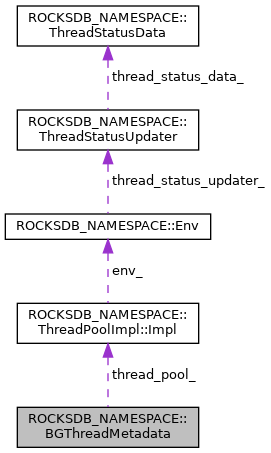 ROCKSDB_NAMESPACE::
ThreadStatusData
thread_status_data_
ROCKSDB_NAMESPACE::
ThreadStatusUpdater
thread_status_updater_
ROCKSDB_NAMESPACE::Env
env_
ROCKSDB_NAMESPACE::
ThreadPoolImpl::Impl
thread_pool_
ROCKSDB_NAMESPACE::
BGThreadMetadata